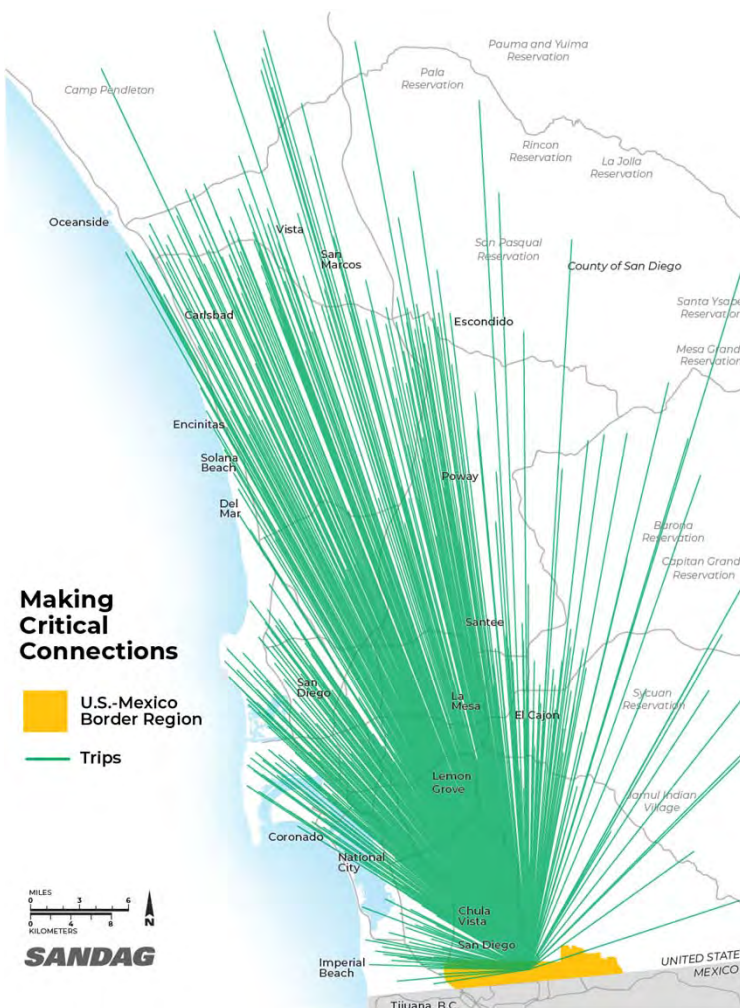 Pauma and Yuima
Reservation
Pala
Reservation
Camp Pendleton
Rincon
Reservation
La Jolla
Reservation
Oceanside
Vista
San
Marcos
San Pasqual
Reservation
County of San Diego
Santa Ysabe
Reservation
Carlsbad
Escondido
Mesa Grand
Reservation
Encinitas
Solana
Beach
Poway
Del
Mar
Barona
Reservation
Capitan Grand
Reservation
Making
Critical
Connections
Santee
San
Diego
La
Mesa
El Cajon
Sycuan
Reservation
U.S.-Mexico
Border Region
Trips
Lemon
Grove
Jamul Indian
Village
Coronado
National
City
MILES
0 3 6
0 4 8
KILOMETERS
N
SANDAG
Chula
Vista
San Diego
Imperial
Beach
UNITED STATE
MEXICO
Tijuana, B.C.